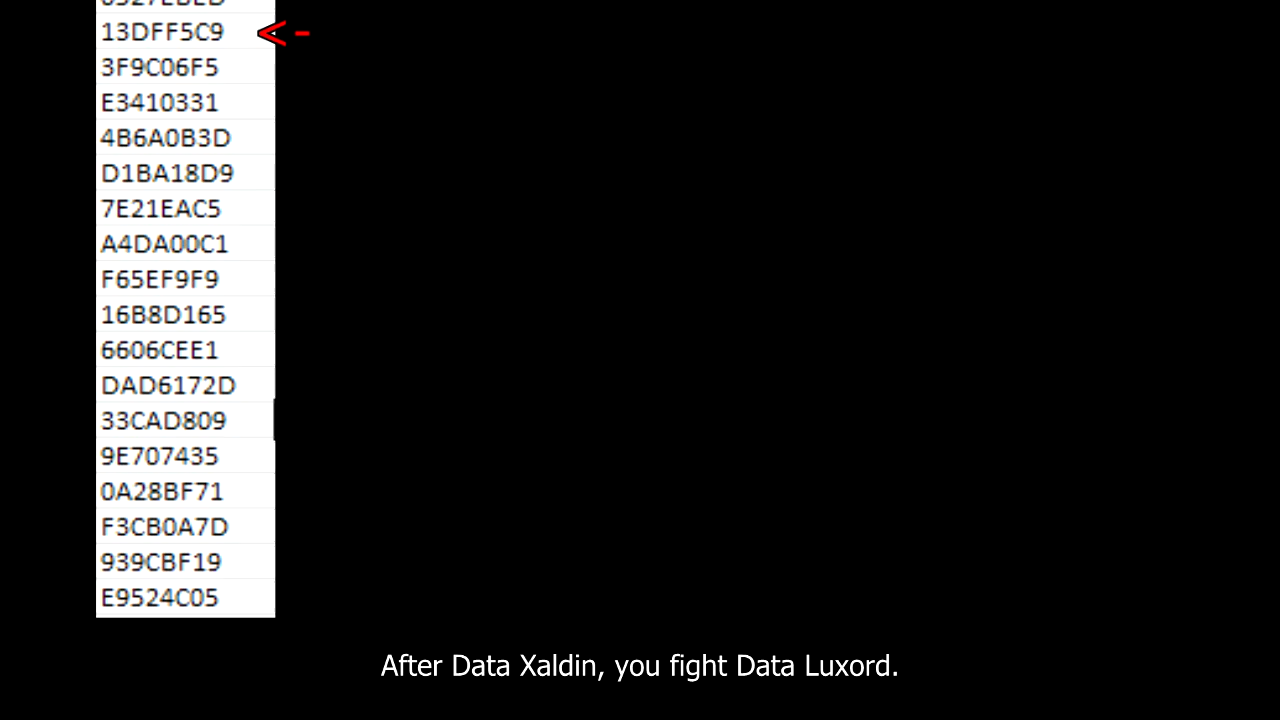 13DFF5C9 <-
3F9C06F5
E3410331
4B6A0B3D
D1BA18D9
7E21EAC5
A4DA00C1
F65EF9F9
16B8D165
6606CEE1
DAD6172D
33CAD809
9E707435
0A28BF71
F3CB0A7D
939CBF19
E9524C05
After Data Xaldin, you fight Data Luxord.